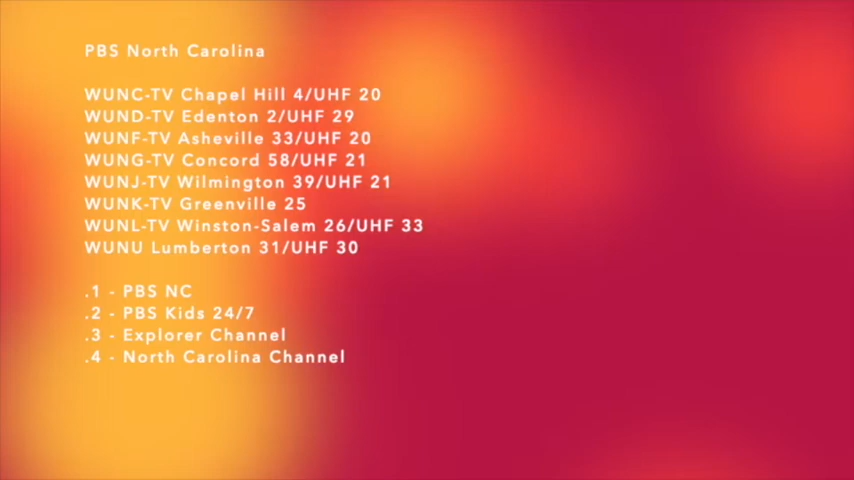 PBS North Carolina
WUNC-TV Chapel Hill 4/UHF 20
WUND-TV Edenton 2/UHF 29
WUNF-TV Asheville 33/UHF 20
WUNG-TV Concord 58/UHF 21
WUNJ-TV Wilmington 39/UHF 21
WUNK-TV Greenville 25
WUNL-TV Winston-Salem 26/UHF 33
WUNU Lumberton 31/UHF 30
.1 - PBS NC
.2 - PBS Kids 24/7
.3 - Explorer Channel
.4 - North Carolina Channel